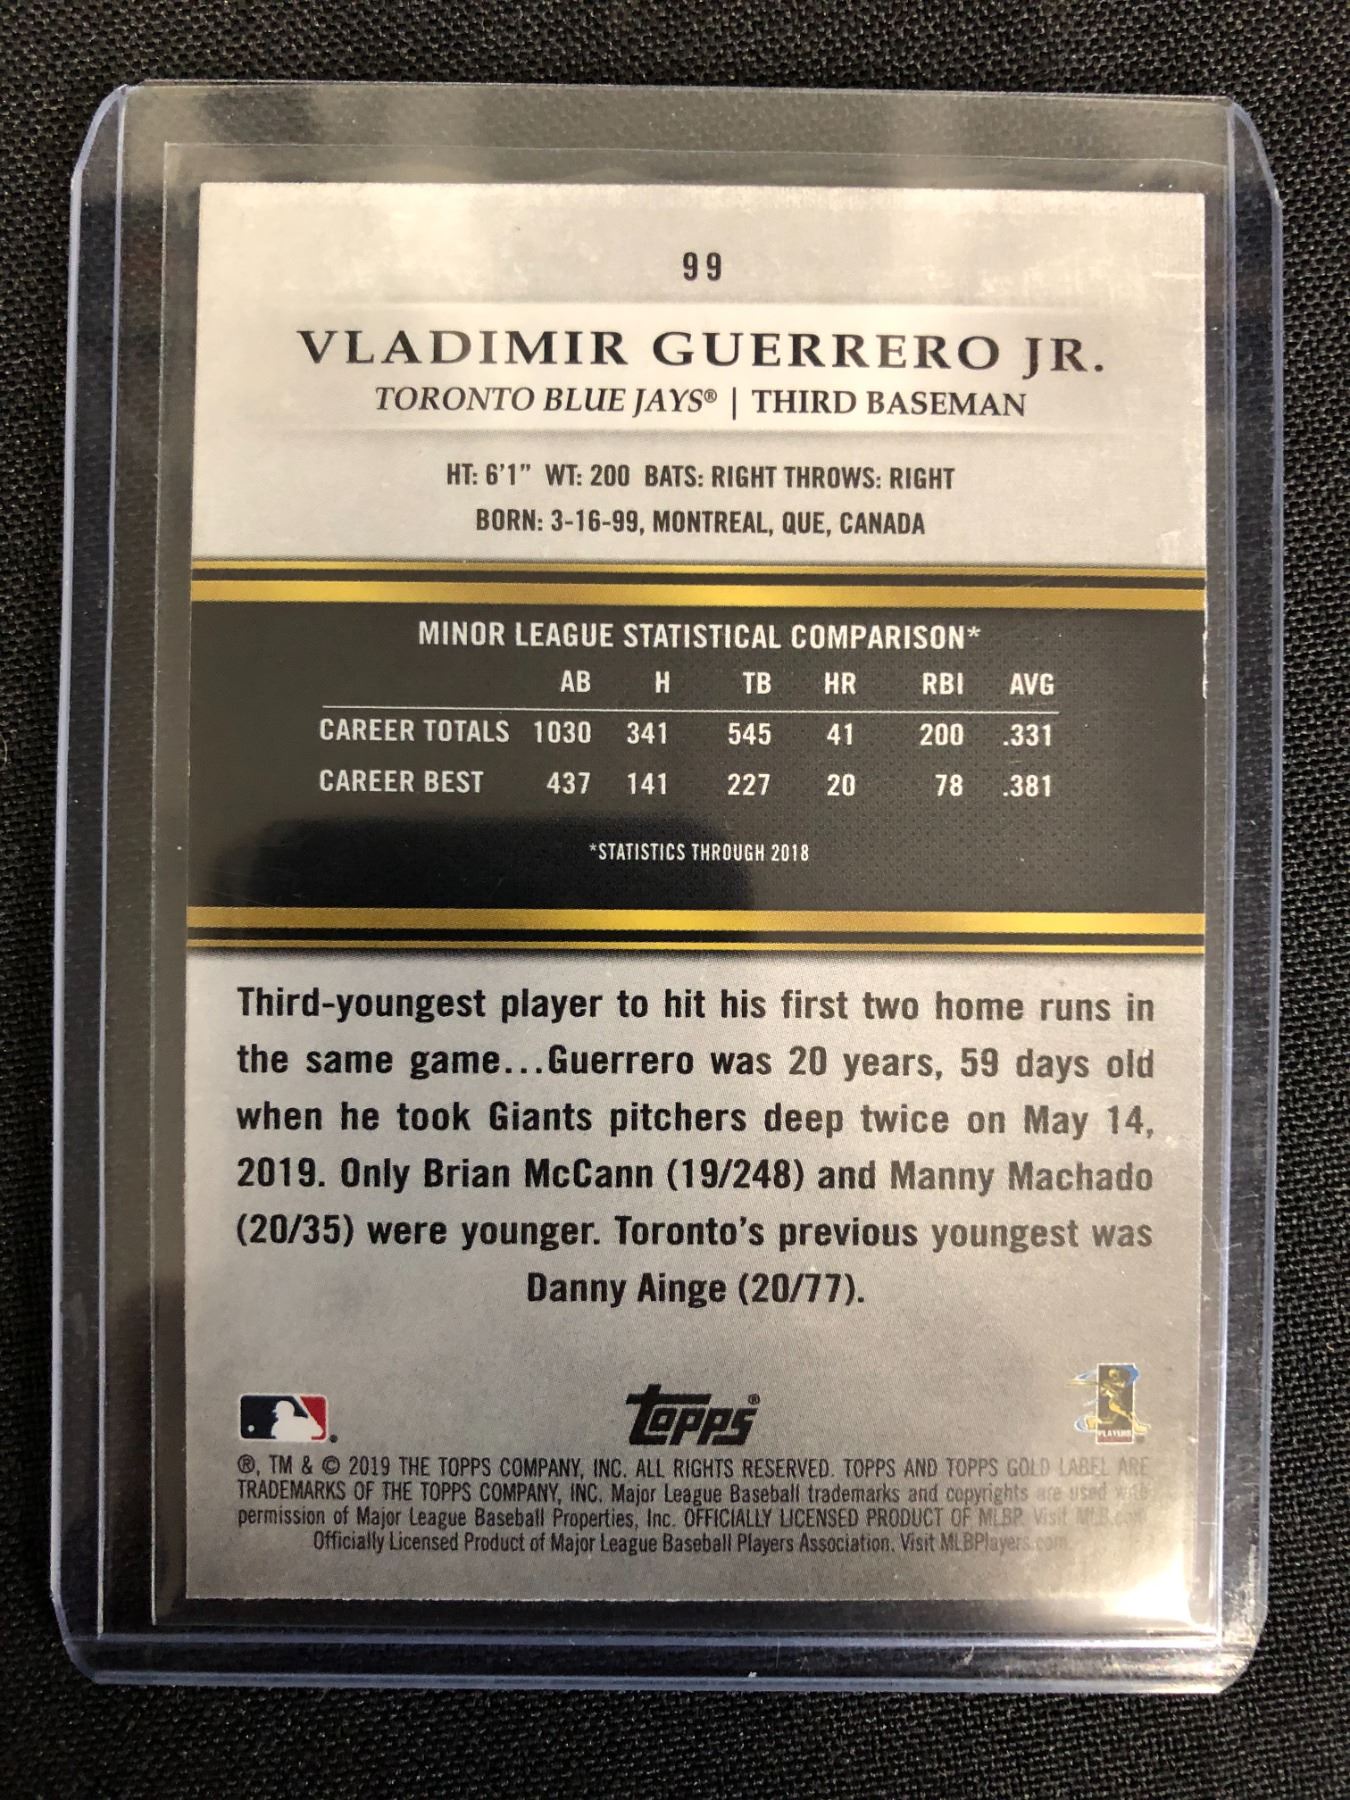 99
VLADIMIR GUERRERO JR.
TORONTO BLUE JAYS® | THIRD BASEMAN
HT: 6'1" WT: 200 BATS: RIGHT THROWS: RIGHT
BORN: 3-16-99, MONTREAL, QUE, CANADA
MINOR LEAGUE STATISTICAL COMPARISON*
AB H TB HR RBI AVG
CAREER TOTALS 1030 341 545 41 200 .331
CAREER BEST 437 141 227 20 78 .381
*STATISTICS THROUGH 2018
Third-youngest player to hit his first two home runs in
the same game...Guerrero was 20 years, 59 days old
when he took Giants pitchers deep twice on May 14,
2019. Only Brian McCann (19/248) and Manny Machado
(20/35) were younger. Toronto's previous youngest was
Danny Ainge (20/77).
topps®
PLAYERS
®, TM & © 2019 THE TOPPS COMPANY, INC. ALL RIGHTS RESERVED. TOPPS AND TOPPS GOLD LABEL ARE
TRADEMARKS OF THE TOPPS COMPANY, INC. Major League Baseball trademarks and copyrights are used with
permission of Major League Baseball Properties, Inc. OFFICIALLY LICENSED PRODUCT OF MLBP. Visit MLB.com
Officially Licensed Product of Major League Baseball Players Association. Visit MLBPlayers.com